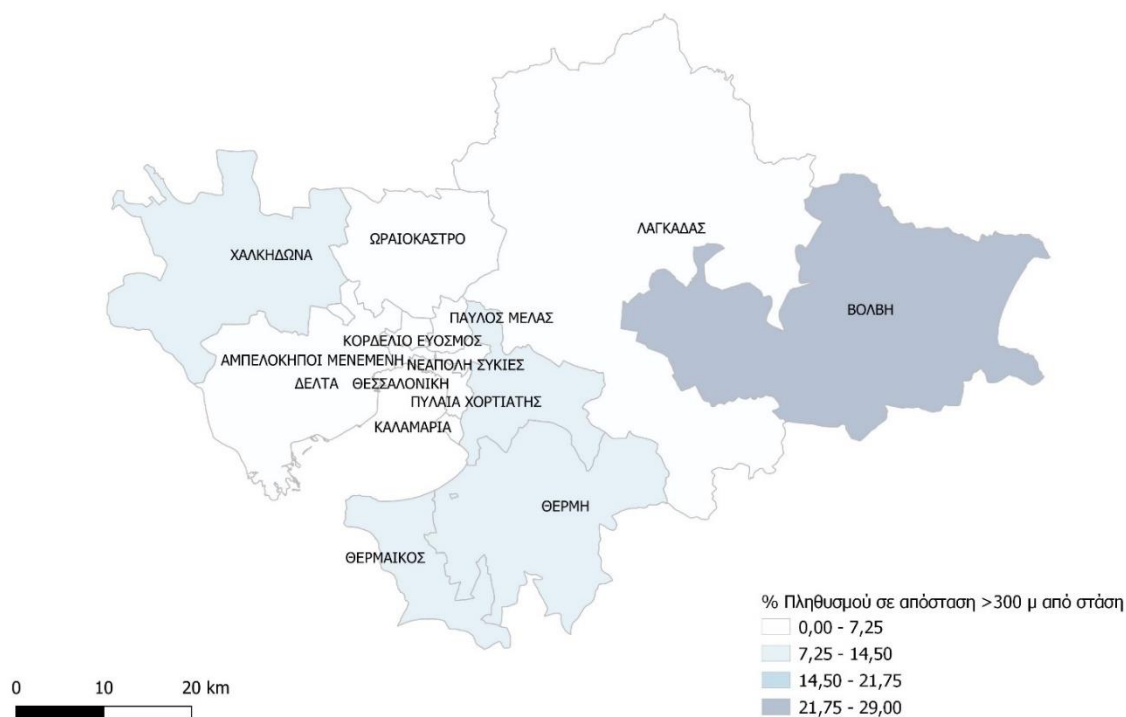 ΛΑΓΚΑΔΑΣ
ΩΡΑΙΟΚΑΣΤΡΟ
ΧΑΛΚΗΔΩΝΑ
ΒΟΛΒΗ
ΠΑΥΛΟΣ ΜΕΛΑΣ
ΚΟΡΔΕΛΙΟ ΕΥΟΣΜΟΣ
ΑΜΠΕΛΟΚΗΠΟΙ ΜΕΝΕΜΕΝΗ
ΝΕΑΠΟΛΗ ΣΥΚΙΕΣ
ΔΕΛΤΑ
ΘΕΣΣΑΛΟΝΙΚΗ
ΠΥΛΑΙΑ ΧΟΡΤΙΑΤΗΣ
ΚΑΛΑΜΑΡΙΑ
ΘΕΡΜΗ
ΘΕΡΜΑΙΚΟΣ
% Πληθυσμού σε απόσταση >300 μ από στάση
0,00 - 7,25
7,25 - 14,50
14,50 - 21,75
21,75 - 29,00
0 10 20 km